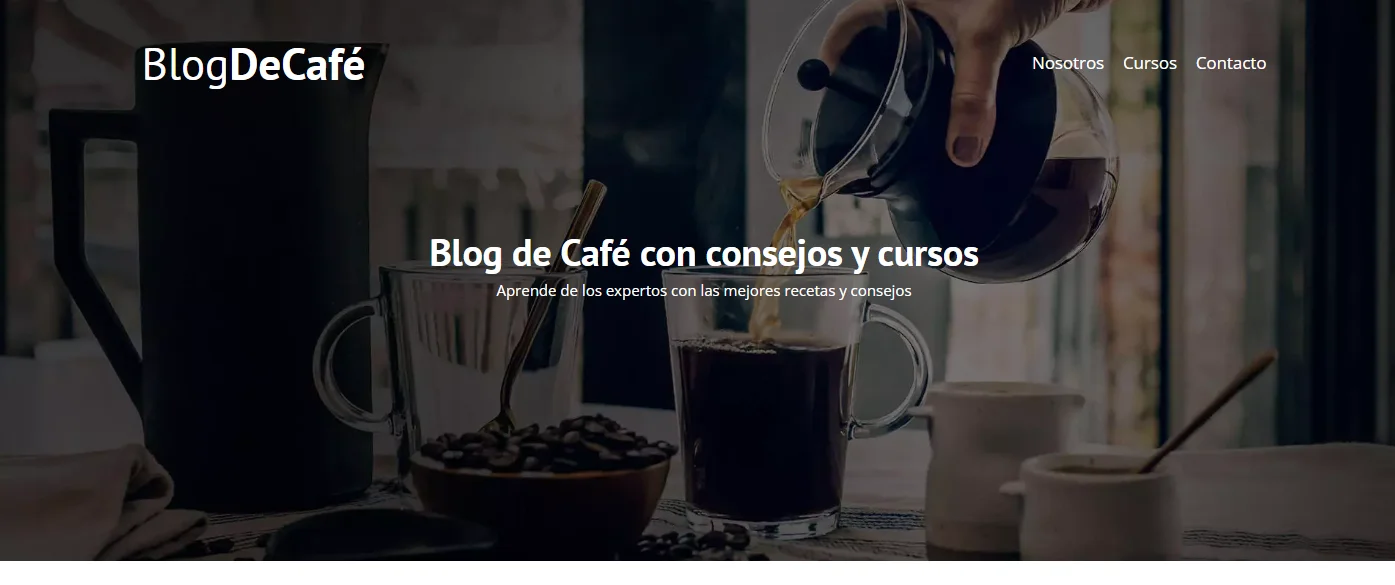 BlogDeCafé
Nosotros Cursos Contacto
Blog de Café con consejos y cursos
Aprende de los expertos con las mejores recetas y consejos